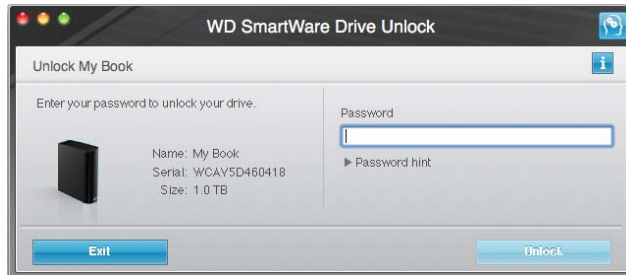 WD SmartWare Drive Unlock
Unlock My Book
i
Enter your password to unlock your drive.
Name: My Book
Serial: WCAV5D460418
Size: 1.0 TB
Password
Password hint
Exit
Unlock